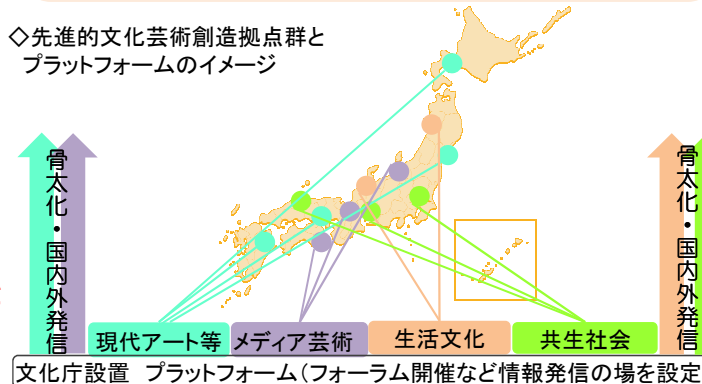 ◇先進的文化芸術創造拠点群と
プラットフォームのイメージ
骨太化・国内外発信
骨太化・国内外発信
現代アート等
メディア芸術
生活文化
共生社会
文化庁設置 プラットフォーム(フォーラム開催など情報発信の場を設定